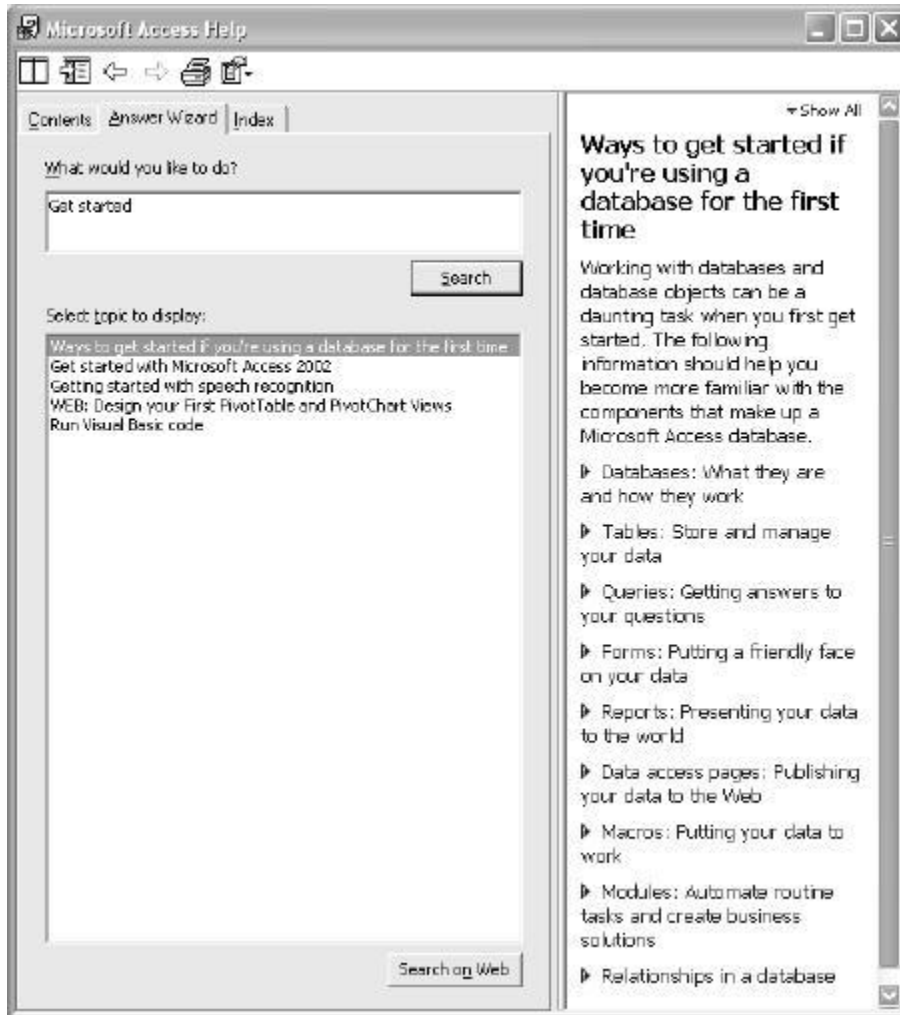 Microsoft Access Help
Contents Answer Wizard Index
What would you like to do?
Get started
Search
Select topic to display:
Ways to get started if you're using a database for the first time
Get started with Microsoft Access 2002
Getting started with speech recognition
WEB: Design your First PivotTable and PivotChart Views
Run Visual Basic code
Search on Web
Show All
Ways to get started if
you're using a
database for the first
time
Working with databases and
database objects can be a
daunting task when you first get
started. The following
information should help you
become more familiar with the
components that make up a
Microsoft Access database.
Databases: What they are
and how they work
Tables: Store and manage
your data
Queries: Getting answers to
your questions
Forms: Putting a friendly face
on your data
Reports: Presenting your data
to the world
Data access pages: Publishing
your data to the Web
Macros: Putting your data to
work
Modules: Automate routine
tasks and create business
solutions
Relationships in a database